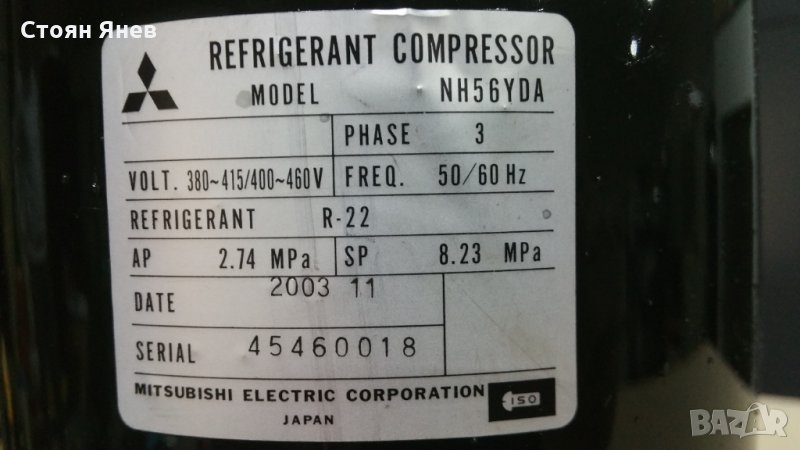 Стоян Янев
REFRIGERANT COMPRESSOR
MODEL NH56YDA
PHASE 3
VOLT. 380~415/400~460V FREQ. 50/60 Hz
REFRIGERANT R-22
AP 2.74 MPa SP 8.23 MPa
DATE 2003 11
SERIAL 45460018
MITSUBISHI ELECTRIC CORPORATION
JAPAN
ISO
BAZAR